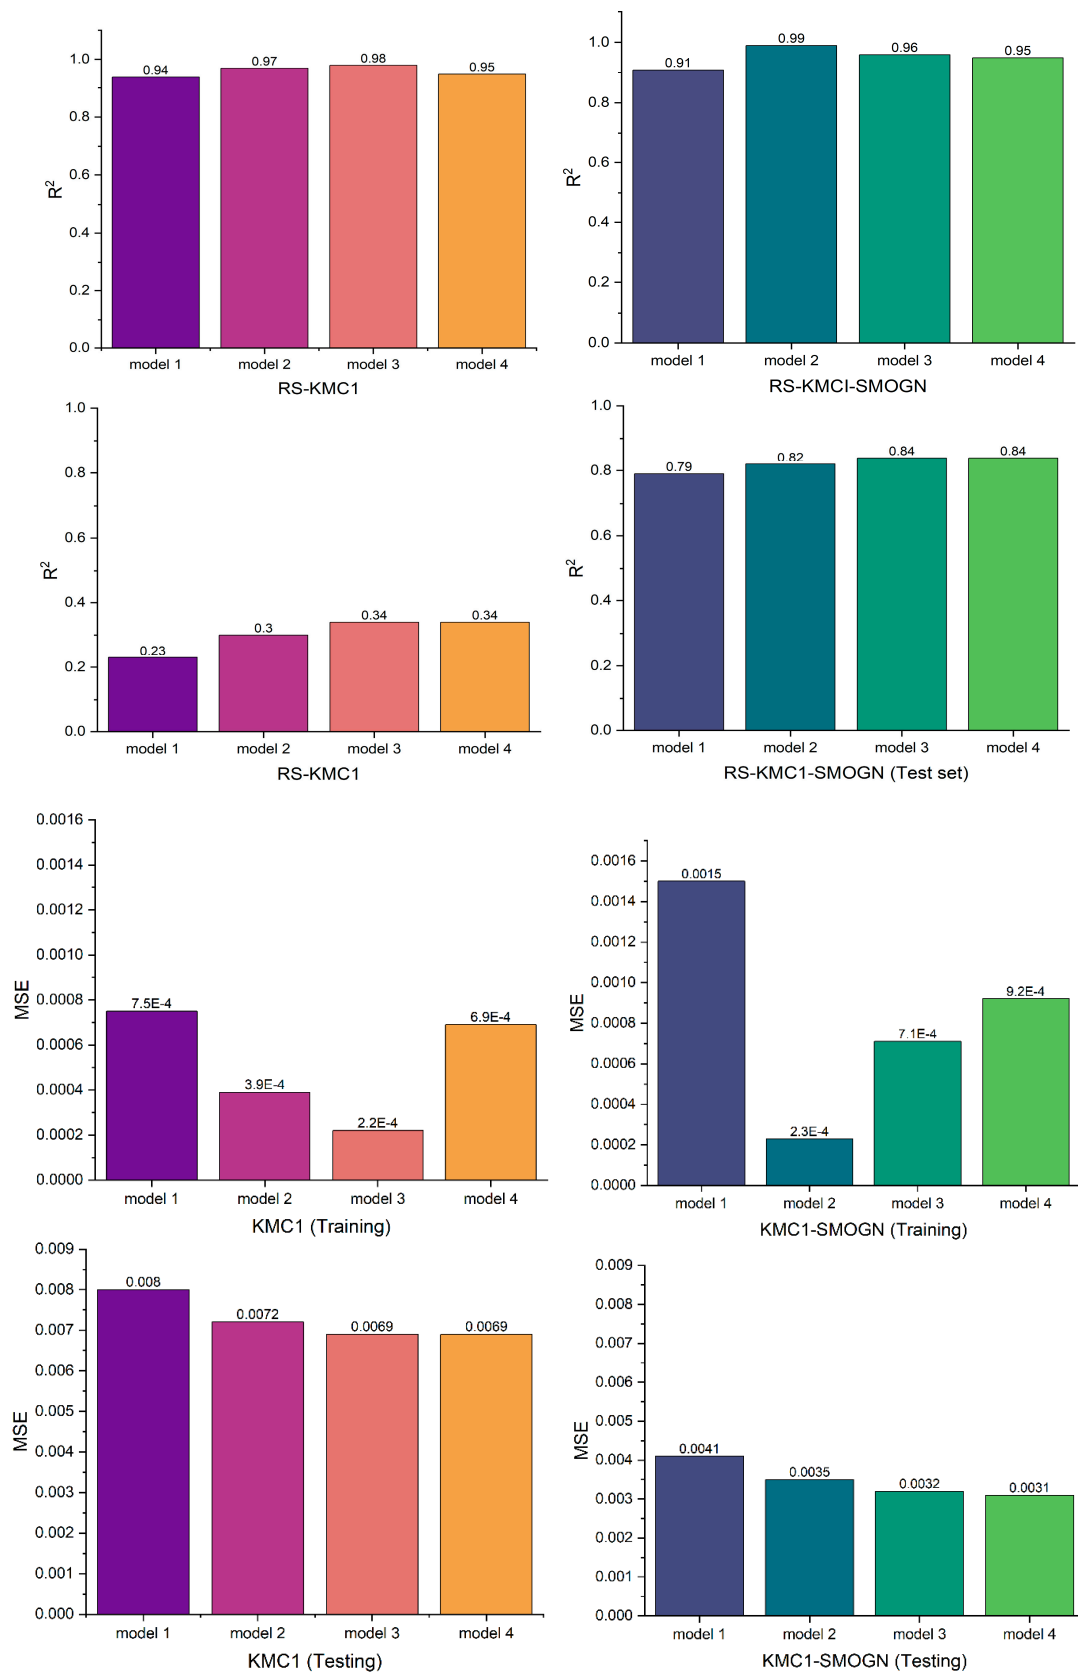 0.94
0.97
0.98
0.95
1.0
0.8
0.6
0.4
0.2
0.0
R²
model 1
model 2
model 3
model 4
RS-KMC1
0.91
0.99
0.96
0.95
1.0
0.8
0.6
0.4
0.2
0.0
R²
model 1
model 2
model 3
model 4
RS-KMCI-SMOGN
1.0
0.8
0.6
0.4
0.2
0.0
R²
0.23
0.3
0.34
0.34
model 1
model 2
model 3
model 4
RS-KMC1
1.0
0.8
0.6
0.4
0.2
0.0
R²
0.79
0.82
0.84
0.84
model 1
model 2
model 3
model 4
RS-KMC1-SMOGN (Test set)
0.0016
0.0014
0.0012
0.0010
0.0008
0.0006
0.0004
0.0002
0.0000
MSE
7.5E-4
3.9E-4
2.2E-4
6.9E-4
model 1
model 2
model 3
model 4
KMC1 (Training)
0.0016
0.0014
0.0012
0.0010
0.0008
0.0006
0.0004
0.0002
0.0000
MSE
0.0015
2.3E-4
7.1E-4
9.2E-4
model 1
model 2
model 3
model 4
KMC1-SMOGN (Training)
0.009
0.008
0.007
0.006
0.005
0.004
0.003
0.002
0.001
0.000
MSE
0.008
0.0072
0.0069
0.0069
model 1
model 2
model 3
model 4
KMC1 (Testing)
0.009
0.008
0.007
0.006
0.005
0.004
0.003
0.002
0.001
0.000
MSE
0.0041
0.0035
0.0032
0.0031
model 1
model 2
model 3
model 4
KMC1-SMOGN (Testing)